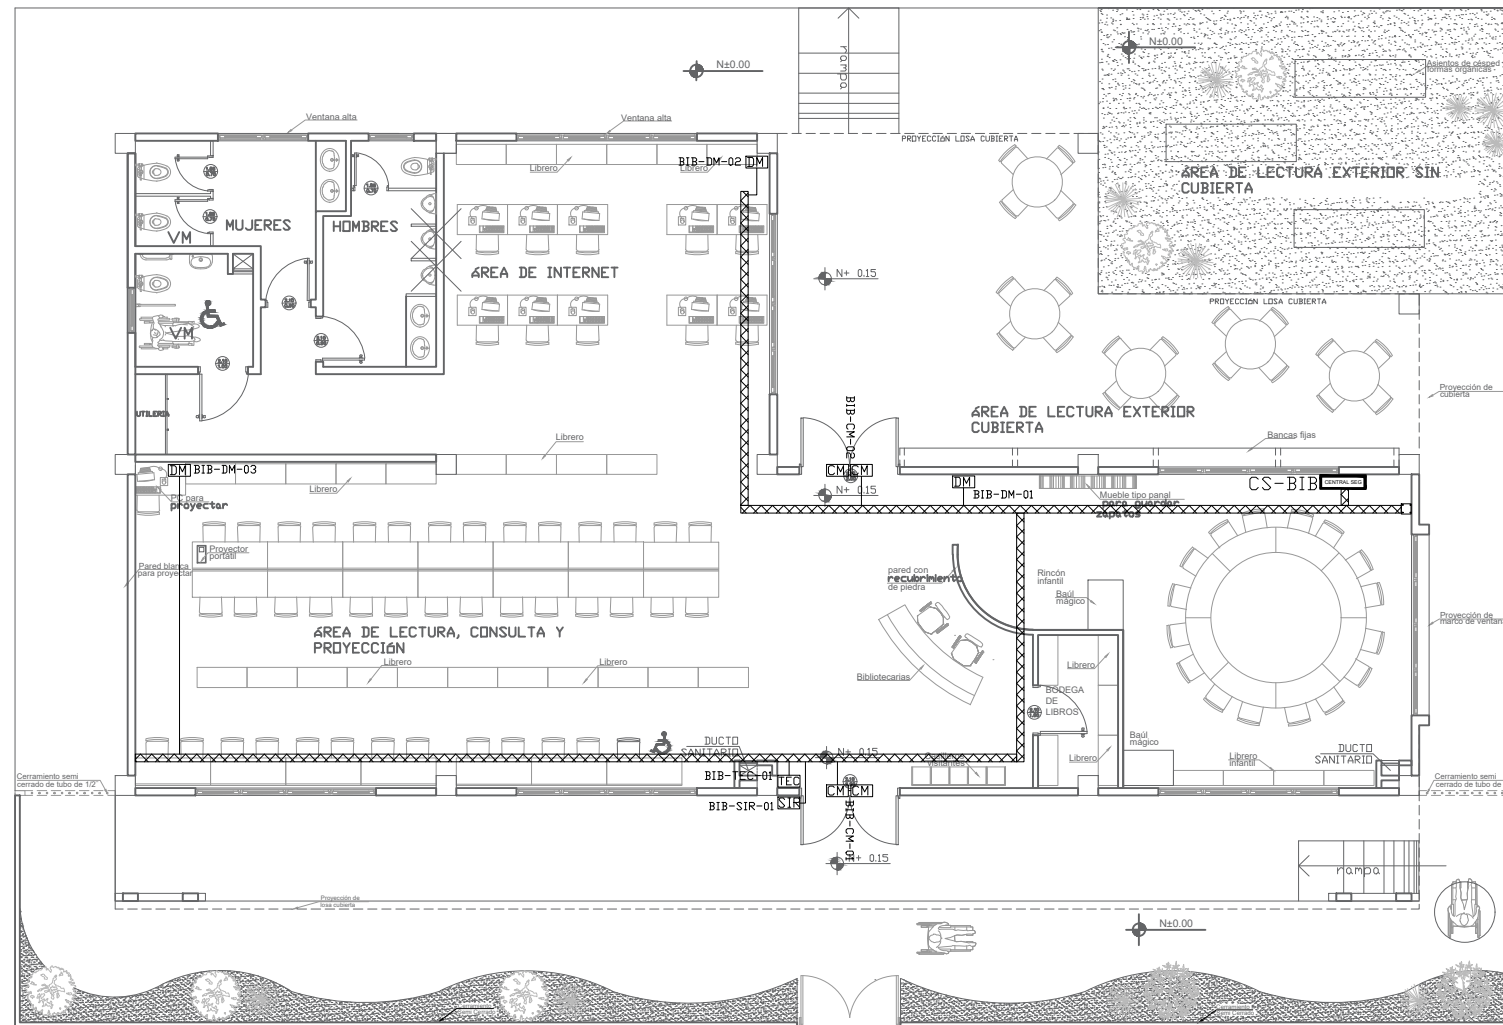 N±0.00
N±0.00
rampa
Asientos de césped
formas orgánicas
Ventana alta
Ventana alta
PROYECCIÓN LOSA CUBIERTA
Librero
BIB-DM-02
DM
Librero
ÁREA DE LECTURA EXTERIOR SIN
CUBIERTA
MUJERES
HOMBRES
VM
ÁREA DE INTERNET
N+ 0.15
PROYECCIÓN LOSA CUBIERTA
VM
UTILERIA
BIB-CM-02
ÁREA DE LECTURA EXTERIOR
CUBIERTA
Proyección de
cubierta
Librero
Bancas fijas
DM
BIB-DM-03
Librero
CM
CM
N+ 0.15
DM
BIB-DM-01
CS-BIB
CENTRAL SEG
PC para
proyectar
Mueble tipo panal
para guardar
zapatos
Proyector
portátil
Pared blanca
para proyectar
pared con
recubrimiento
de piedra
Rincón
infantil
Baúl
mágico
Proyección de
marco de ventana
ÁREA DE LECTURA, CONSULTA Y
PROYECCIÓN
Librero
Librero
Bibliotecarias
Librero
BODEGA
DE
LIBROS
DUCTO
SANITARIO
N+ 0.15
visitantes
Librero
Baúl
mágico
Librero
infantil
DUCTO
SANITARIO
Cerramiento semi
cerrado de tubo de 1/2
BIB-TEC-01
TEC
BIB-SIR-01
SIR
CM
CM
BIB-CM-01
Cerramiento semi
cerrado de tubo de
N+ 0.15
rampa
Proyección de
losa cubierta
N±0.00